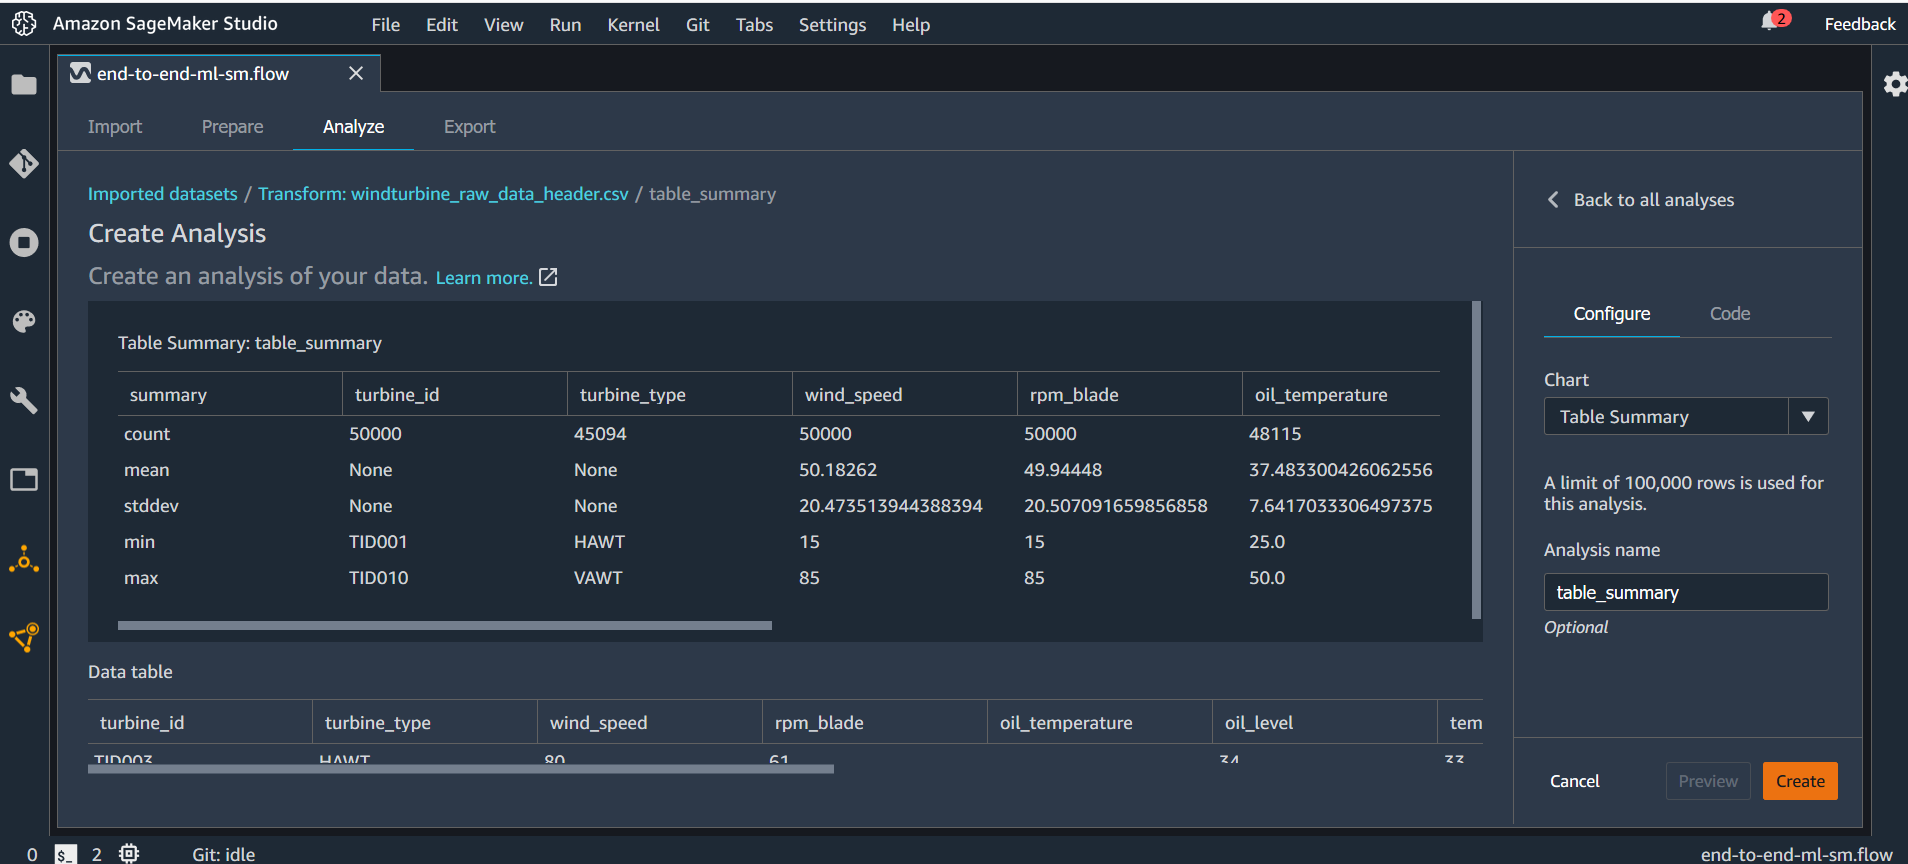 Amazon SageMaker Studio File Edit View Run Kernel Git Tabs Settings Help 2 Feedback
end-to-end-ml-sm.flow
Import Prepare Analyze Export
Imported datasets / Transform: windturbine_raw_data_header.csv / table_summary
Create Analysis
Create an analysis of your data. Learn more.
Table Summary: table_summary
summary turbine_id turbine_type wind_speed rpm_blade oil_temperature
count 50000 45094 50000 50000 48115
mean None None 50.18262 49.94448 37.483300426062556
stddev None None 20.473513944388394 20.507091659856858 7.6417033306497375
min TID001 HAWT 15 15 25.0
max TID010 VAWT 85 85 50.0
Data table
turbine_id turbine_type wind_speed rpm_blade oil_temperature oil_level tem
TID003 HAWT 80 61 34 33
Back to all analyses
Configure Code
Chart
Table Summary
A limit of 100,000 rows is used for
this analysis.
Analysis name
table_summary
Optional
Cancel Preview Create
0 $_ 2 Git: idle end-to-end-ml-sm.flow